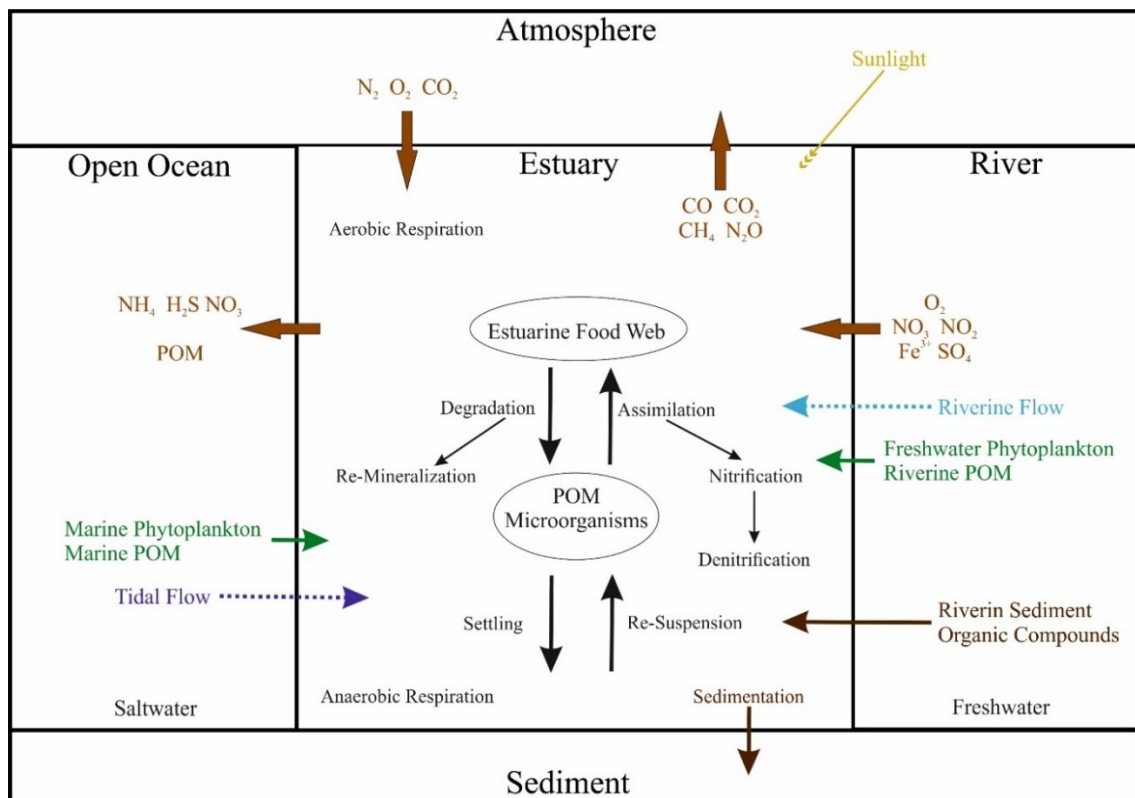 Atmosphere
Sunlight
N₂ O₂ CO₂
Open Ocean
Estuary
River
CO CO₂
CH₄ N₂O
Aerobic Respiration
NH₄ H₂S NO₃
POM
O₂
NO₃ NO₂
Fe³⁺ SO₄
Estuarine Food Web
Degradation
Assimilation
Riverine Flow
Re-Mineralization
Nitrification
Freshwater Phytoplankton
Riverine POM
POM
Microorganisms
Marine Phytoplankton
Marine POM
Denitrification
Tidal Flow
Settling
Re-Suspension
Riverin Sediment
Organic Compounds
Anaerobic Respiration
Sedimentation
Saltwater
Freshwater
Sediment